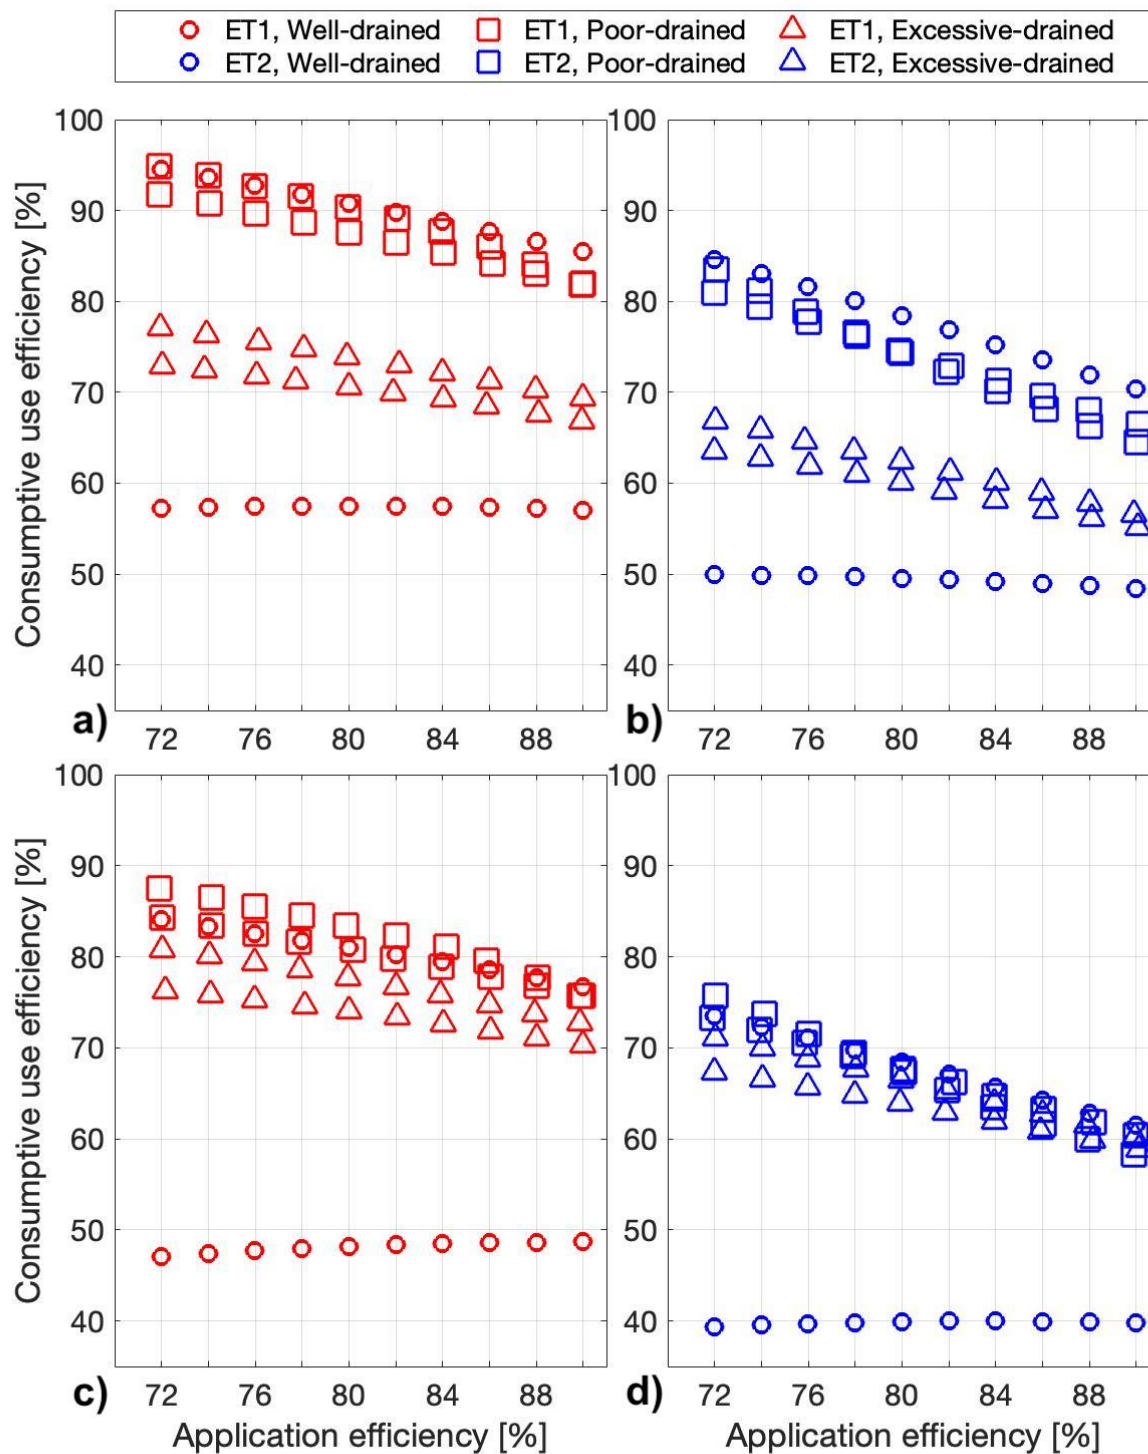 ET1, Well-drained ET1, Poor-drained ET1, Excessive-drained
ET2, Well-drained ET2, Poor-drained ET2, Excessive-drained
Consumptive use efficiency [%]
100
90
80
70
60
50
40
a)
72 76 80 84 88
100
90
80
70
60
50
40
b)
72 76 80 84 88
Consumptive use efficiency [%]
100
90
80
70
60
50
40
c)
72 76 80 84 88
Application efficiency [%]
100
90
80
70
60
50
40
d)
72 76 80 84 88
Application efficiency [%]